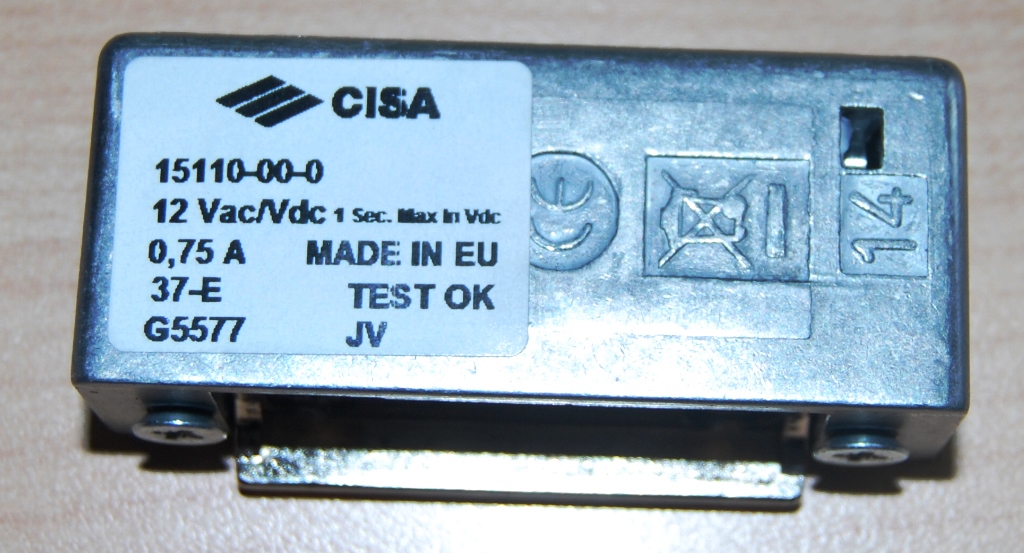 CISA
15110-00-0
12 Vac/Vdc 1 Sec. Max In Vdc
0,75 A MADE IN EU
37-E TEST OK
G5577 JV
CE
14